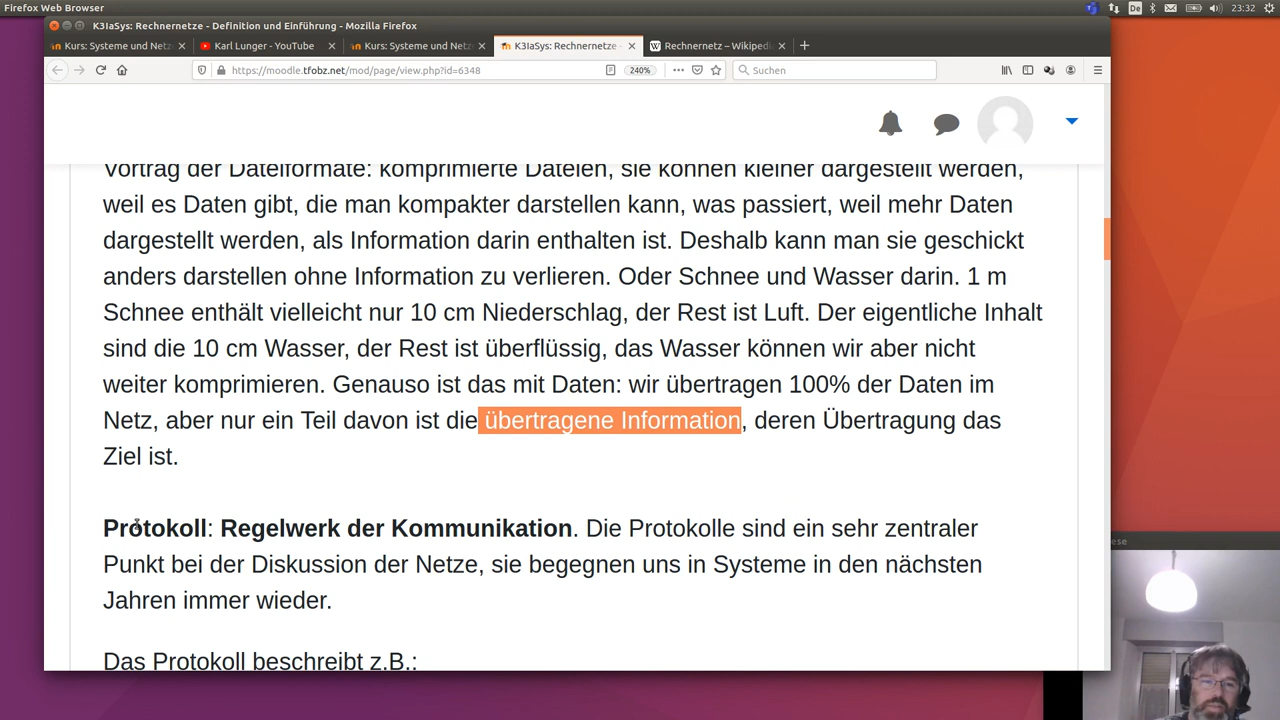 Firefox Web Browser
De
23:32
K3IaSys: Rechnernetze - Definition und Einführung - Mozilla Firefox
Kurs: Systeme und Netz
Karl Lunger - YouTube
Kurs: Systeme und Netz
K3IaSys: Rechnernetze -
W Rechnernetz – Wikipedi
https://moodle.tfobz.net/mod/page/view.php?id=6348
240%
Suchen
Vortrag der Dateiformate: komprimierte Dateien, sie können kleiner dargestellt werden,
weil es Daten gibt, die man kompakter darstellen kann, was passiert, weil mehr Daten
dargestellt werden, als Information darin enthalten ist. Deshalb kann man sie geschickt
anders darstellen ohne Information zu verlieren. Oder Schnee und Wasser darin. 1 m
Schnee enthält vielleicht nur 10 cm Niederschlag, der Rest ist Luft. Der eigentliche Inhalt
sind die 10 cm Wasser, der Rest ist überflüssig, das Wasser können wir aber nicht
weiter komprimieren. Genauso ist das mit Daten: wir übertragen 100% der Daten im
Netz, aber nur ein Teil davon ist die übertragene Information, deren Übertragung das
Ziel ist.
Protokoll: Regelwerk der Kommunikation. Die Protokolle sind ein sehr zentraler
Punkt bei der Diskussion der Netze, sie begegnen uns in Systeme in den nächsten
Jahren immer wieder.
Das Protokoll beschreibt z.B.:
ese